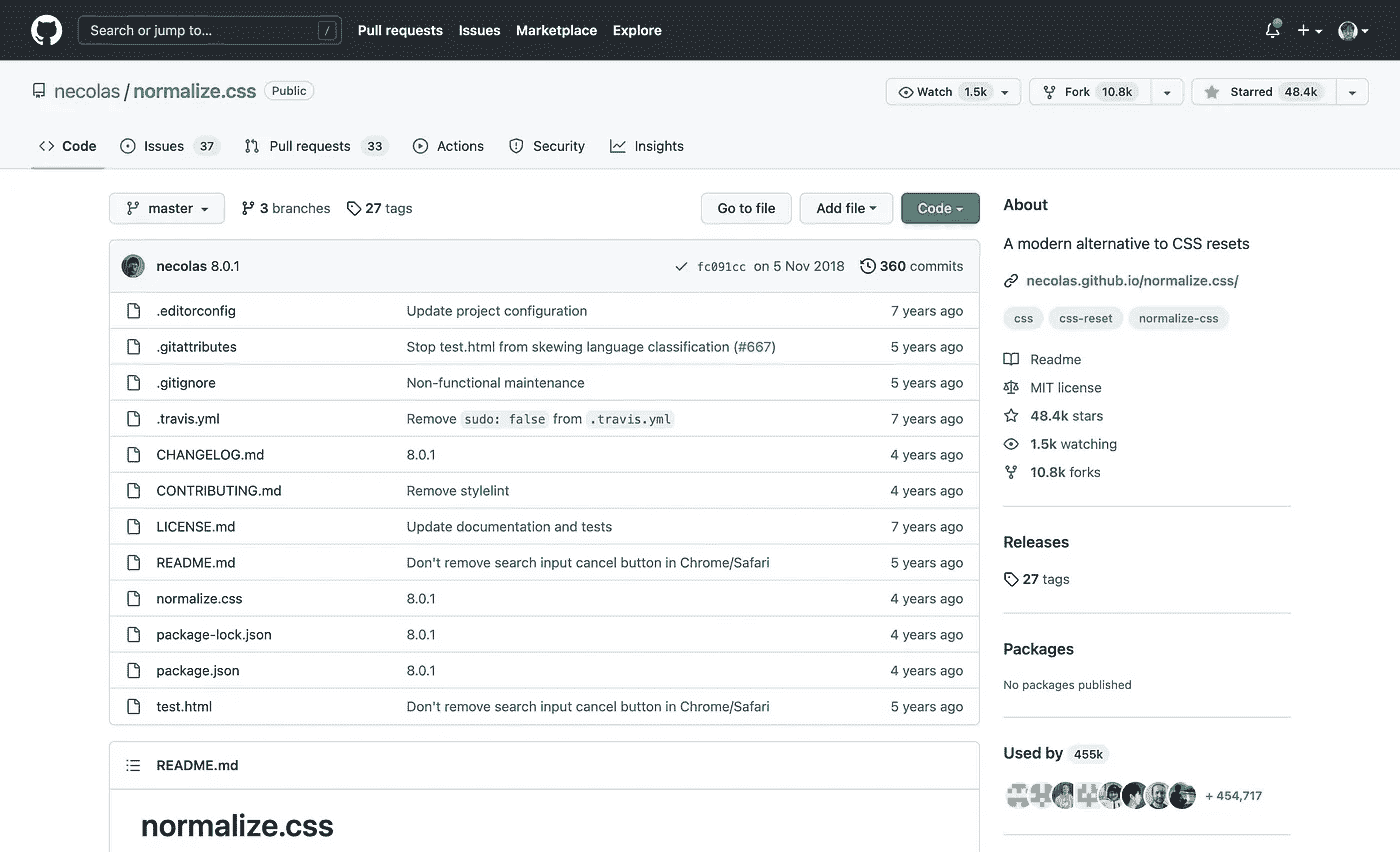 Search or jump to... /
Pull requests Issues Marketplace Explore
necolas / normalize.css Public
Watch 1.5k Fork 10.8k Starred 48.4k
Code Issues 37 Pull requests 33 Actions Security Insights
master 3 branches 27 tags Go to file Add file Code
necolas 8.0.1 fc091cc on 5 Nov 2018 360 commits
.editorconfig Update project configuration 7 years ago
.gitattributes Stop test.html from skewing language classification (#667) 5 years ago
.gitignore Non-functional maintenance 5 years ago
.travis.yml Remove sudo: false from .travis.yml 7 years ago
CHANGELOG.md 8.0.1 4 years ago
CONTRIBUTING.md Remove stylelint 4 years ago
LICENSE.md Update documentation and tests 7 years ago
README.md Don't remove search input cancel button in Chrome/Safari 5 years ago
normalize.css 8.0.1 4 years ago
package-lock.json 8.0.1 4 years ago
package.json 8.0.1 4 years ago
test.html Don't remove search input cancel button in Chrome/Safari 5 years ago
README.md
normalize.css
About
A modern alternative to CSS resets
necolas.github.io/normalize.css/
css css-reset normalize-css
Readme
MIT license
48.4k stars
1.5k watching
10.8k forks
Releases
27 tags
Packages
No packages published
Used by 455k
+ 454,717